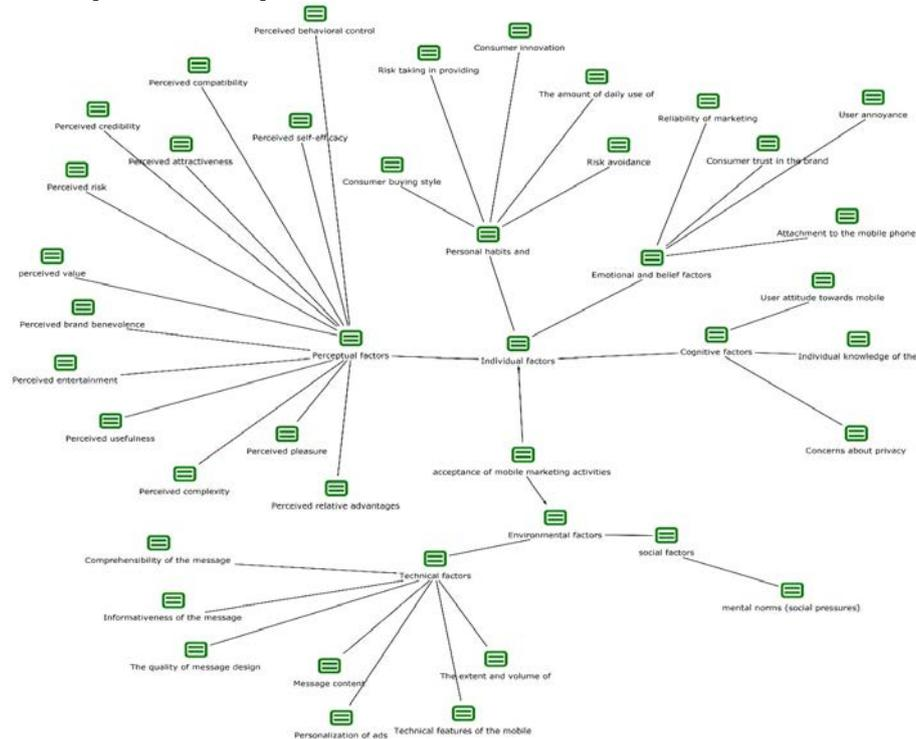 Perceived behavioral control
Consumer innovation
Risk taking in providing
Perceived compatibility
The amount of daily use of
User annoyance
Reliability of marketing
Perceived credibility
Perceived self-efficacy
Perceived attractiveness
Consumer trust in the brand
Risk avoidance
Consumer buying style
Perceived risk
Attachment to the mobile phone
Personal habits and
perceived value
Emotional and belief factors
User attitude towards mobile
Perceived brand benevolence
Perceptual factors
Individual factors
Cognitive factors
Individual knowledge of the
Perceived entertainment
Perceived usefulness
Perceived pleasure
Concerns about privacy
acceptance of mobile marketing activities
Perceived complexity
Perceived relative advantages
Environmental factors
social factors
Comprehensibility of the message
Technical factors
mental norms (social pressures)
Informativeness of the message
The quality of message design
Message content
The extent and volume of
Personalization of ads
Technical features of the mobile